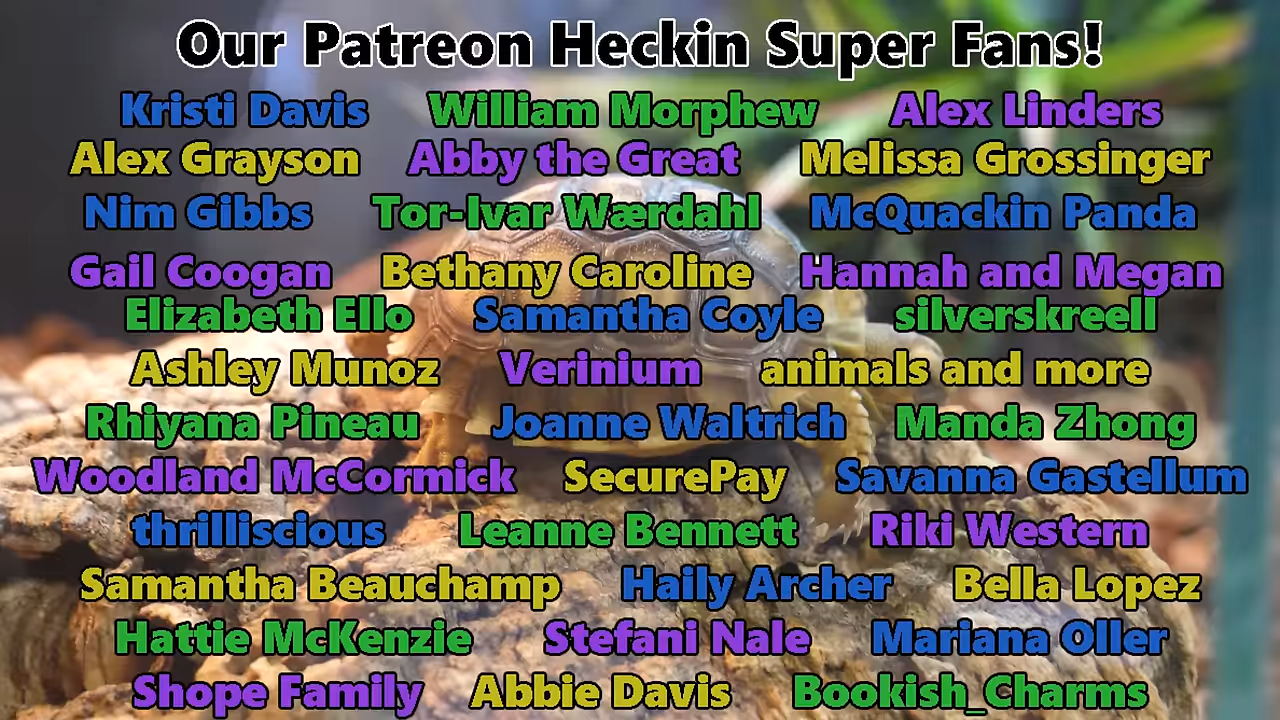 Our Patreon Heckin Super Fans!
Kristi Davis William Morphew Alex Linders
Alex Grayson Abby the Great Melissa Grossinger
Nim Gibbs Tor-Ivar Wærdahl McQuackin Panda
Gail Coogan Bethany Caroline Hannah and Megan
Elizabeth Ello Samantha Coyle silverskreell
Ashley Munoz Verinium animals and more
Rhiyana Pineau Joanne Waltrich Manda Zhong
Woodland McCormick SecurePay Savanna Gastellum
thrilliscious Leanne Bennett Riki Western
Samantha Beauchamp Haily Archer Bella Lopez
Hattie McKenzie Stefani Nale Mariana Oller
Shope Family Abbie Davis Bookish_Charms